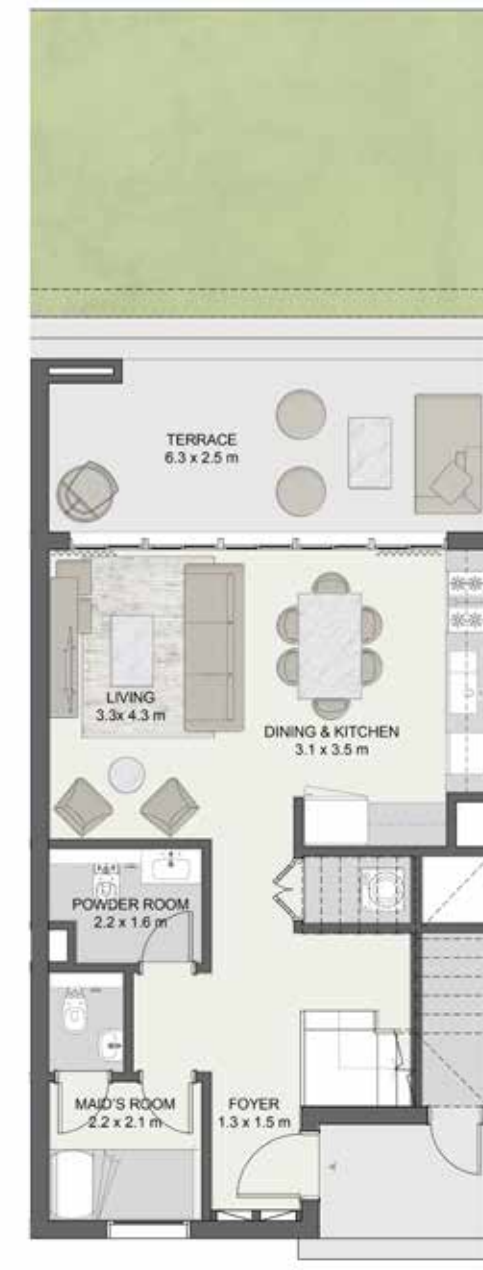 TERRACE
6.3 x 2.5 m
LIVING
3.3x 4.3 m
DINING & KITCHEN
3.1 x 3.5 m
POWDER ROOM
2.2 x 1.6 m
MAID'S ROOM
2.2 x 2.1 m
FOYER
1.3 x 1.5 m